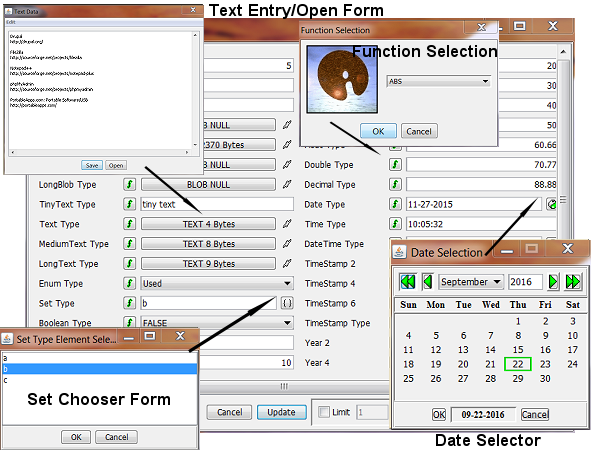 Text Data
Edit
Drupal
http://drupal.org/
Filezilla
http://sourceforge.net/projects/filezilla
Notepad++
http://sourceforge.net/projects/notepad-plus
phpMyAdmin
http://sourceforge.net/projects/phpmyadmin
PortableApps.com: Portable Software/USB
http://portableapps.com/
Save Open
Text Entry/Open Form
Function Selection
Function Selection
ABS
OK Cancel
5
20
30
40
50
NULL
60.66
2370 Bytes
Double Type 70.77
LongBlob Type BLOB NULL
Decimal Type 88.88
TinyText Type tiny text
Date Type 11-27-2015
Text Type TEXT 4 Bytes
Time Type 10:05:32
MediumText Type TEXT 8 Bytes
DateTime Type
LongText Type TEXT 9 Bytes
TimeStamp 2
Enum Type Used
TimeStamp 4
Set Type b { }
TimeStamp 6
Boolean Type FALSE
TimeStamp Type
Year 2
10
Year 4
Cancel Update Limit 1
Set Type Element Sele...
a
b
c
Set Chooser Form
OK Cancel
Date Selection
September 2016
Sun Mon Tue Wed Thu Fri Sat
1 2 3
4 5 6 7 8 9 10
11 12 13 14 15 16 17
18 19 20 21 22 23 24
25 26 27 28 29 30
OK 09-22-2016 Cancel
Date Selector